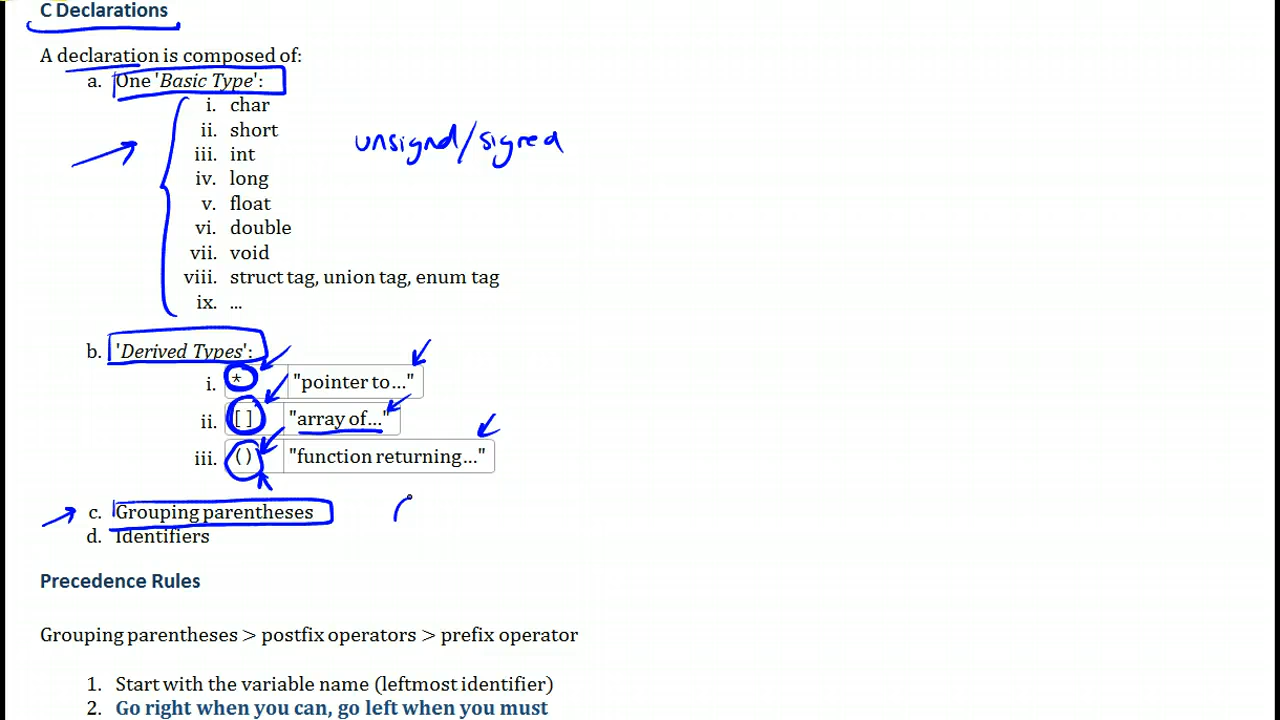 C Declarations
A declaration is composed of:
a. One 'Basic Type':
i. char
ii. short
unsignd/signed
iii. int
iv. long
v. float
vi. double
vii. void
viii. struct tag, union tag, enum tag
ix. ...
b. 'Derived Types':
i. * "pointer to..."
ii. [] "array of..."
iii. () "function returning..."
c. Grouping parentheses (
d. Identifiers
Precedence Rules
Grouping parentheses > postfix operators > prefix operator
1. Start with the variable name (leftmost identifier)
2. Go right when you can, go left when you must